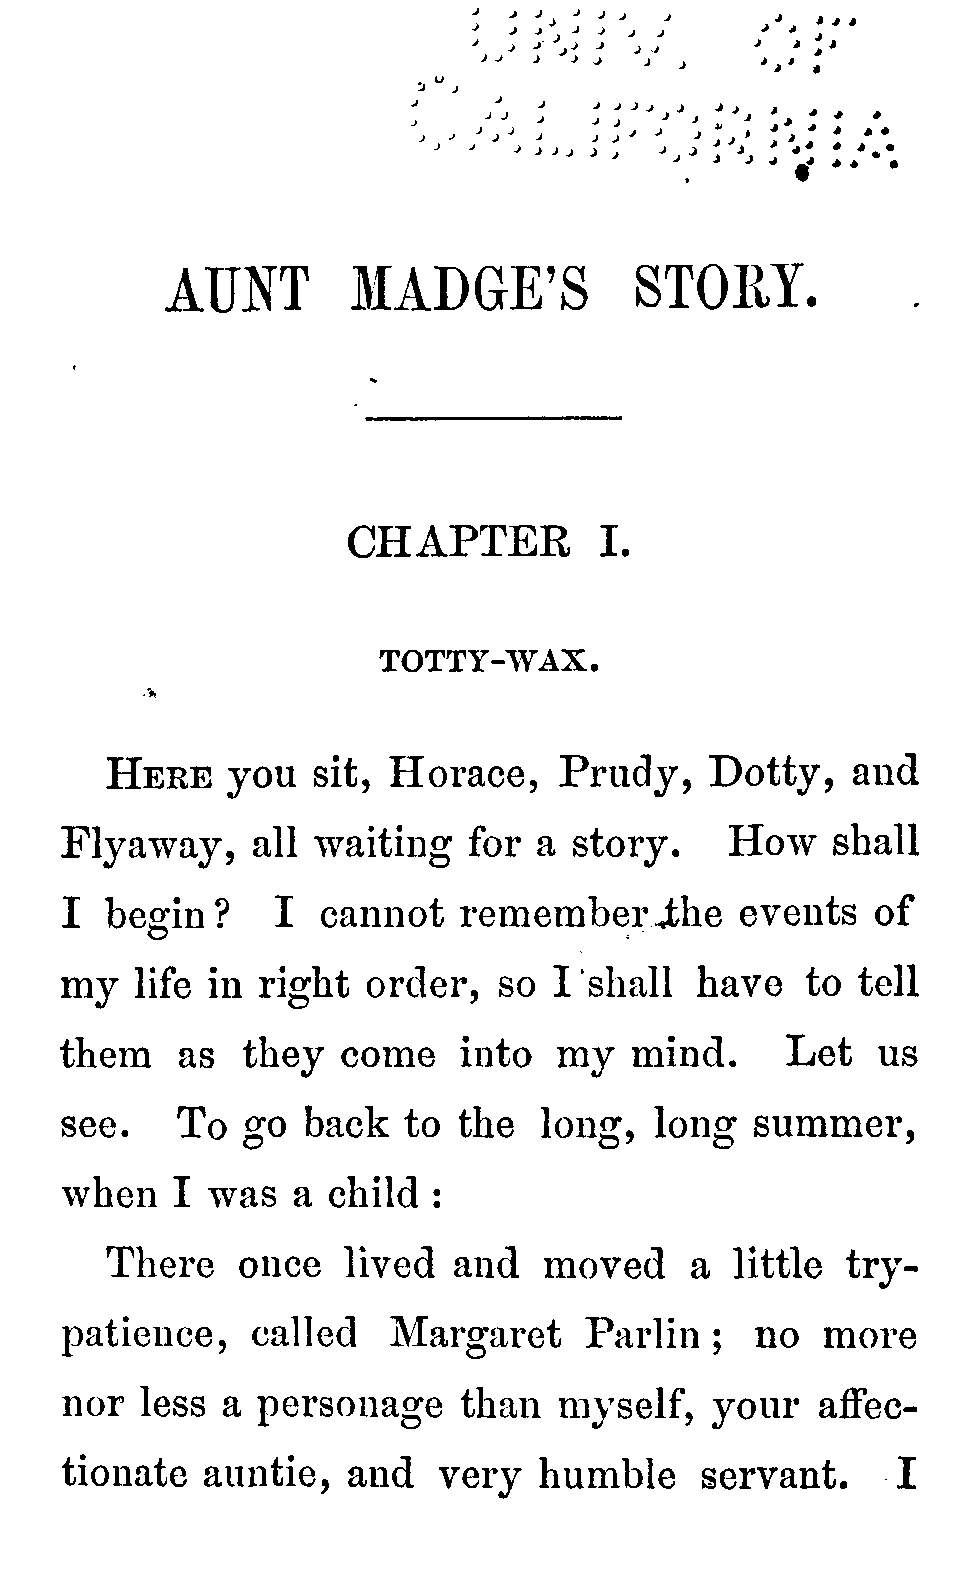 UNIV. OF
CALIFORNIA
AUNT MADGE'S STORY.
CHAPTER I.
TOTTY-WAX.
HERE you sit, Horace, Prudy, Dotty, and
Flyaway, all waiting for a story. How shall
I begin? I cannot remember the events of
my life in right order, so I shall have to tell
them as they come into my mind. Let us
see. To go back to the long, long summer,
when I was a child :
There once lived and moved a little try-
patience, called Margaret Parlin ; no more
nor less a personage than myself, your affec-
tionate auntie, and very humble servant. I